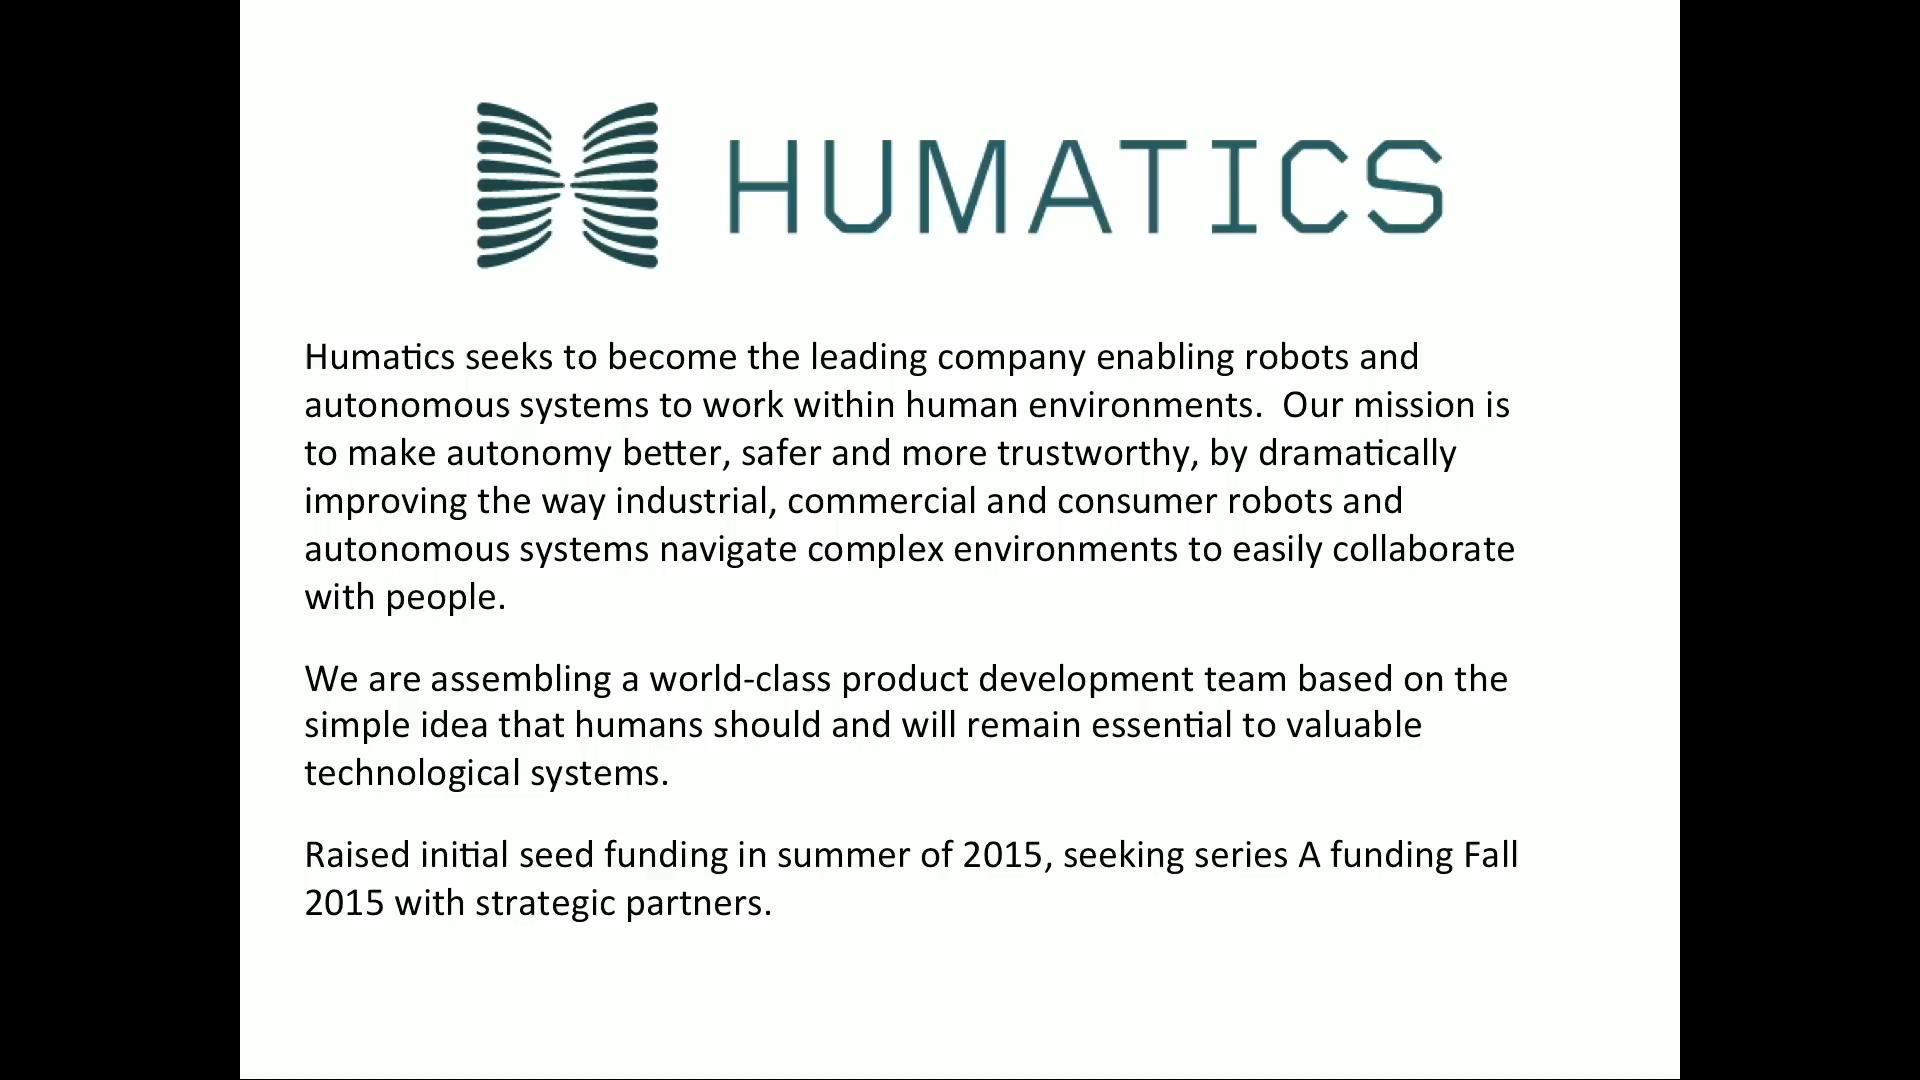 HUMATICS
Humatics seeks to become the leading company enabling robots and
autonomous systems to work within human environments.  Our mission is
to make autonomy better, safer and more trustworthy, by dramatically
improving the way industrial, commercial and consumer robots and
autonomous systems navigate complex environments to easily collaborate
with people.
We are assembling a world-class product development team based on the
simple idea that humans should and will remain essential to valuable
technological systems.
Raised initial seed funding in summer of 2015, seeking series A funding Fall
2015 with strategic partners.